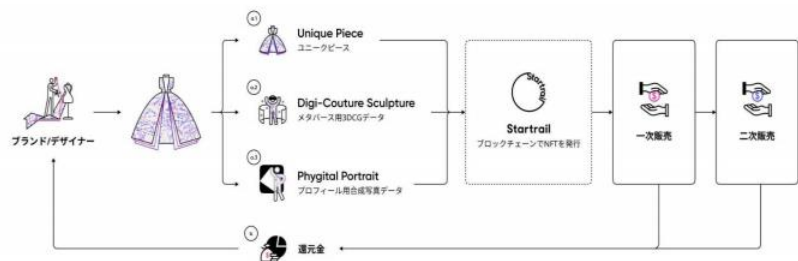 Unique Piece
ユニークピース
Digi-Couture Sculpture
メタバース用3DCGデータ
Phygital Portrait
プロフィール用合成写真データ
ブランド/デザイナー
Startrail
Startrail
ブロックチェーンでNFTを発行
一次販売
二次販売
還元金